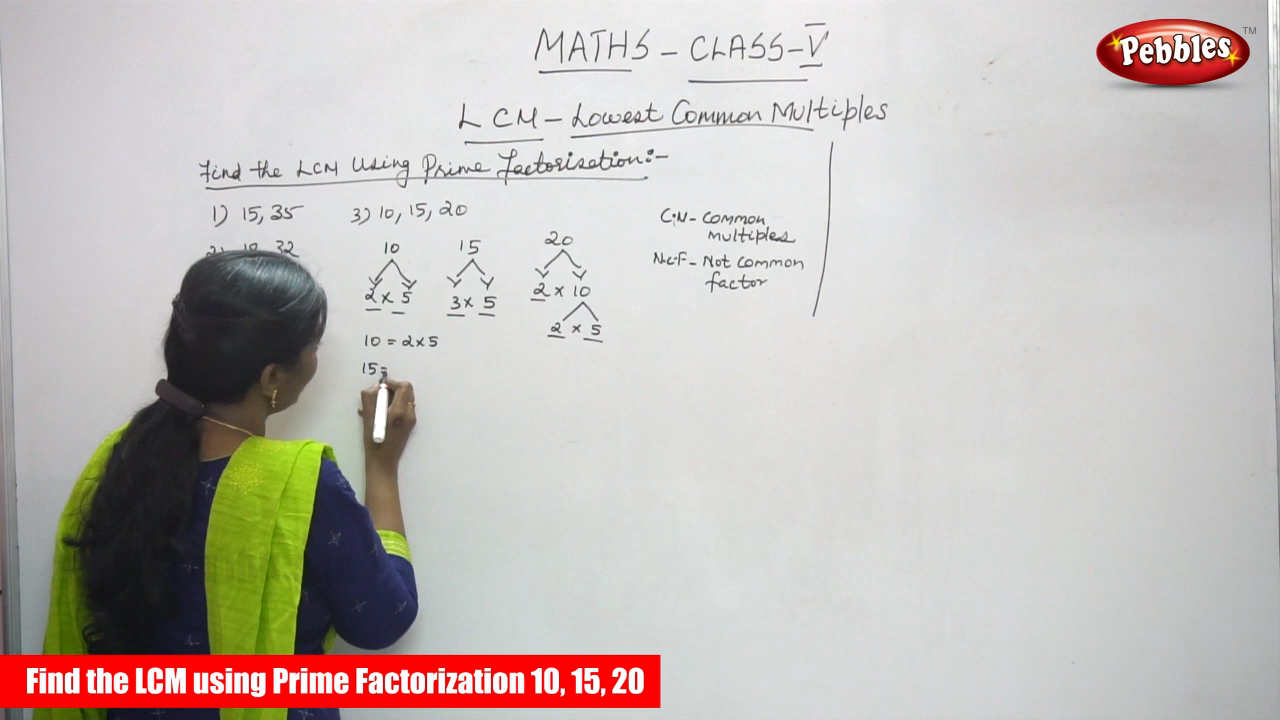 MATHS - CLASS - V
Pebbles TM
LCM - Lowest Common Multiples
Find the LCM Using Prime Factorisation:-
1) 15, 35
3) 10, 15, 20
32
10
2 x 5
15
3 x 5
20
2 x 10
2 x 5
C.N - Common
multiples
N.C.F - Not common
factor
10 = 2 x 5
15 =
Find the LCM using Prime Factorization 10, 15, 20